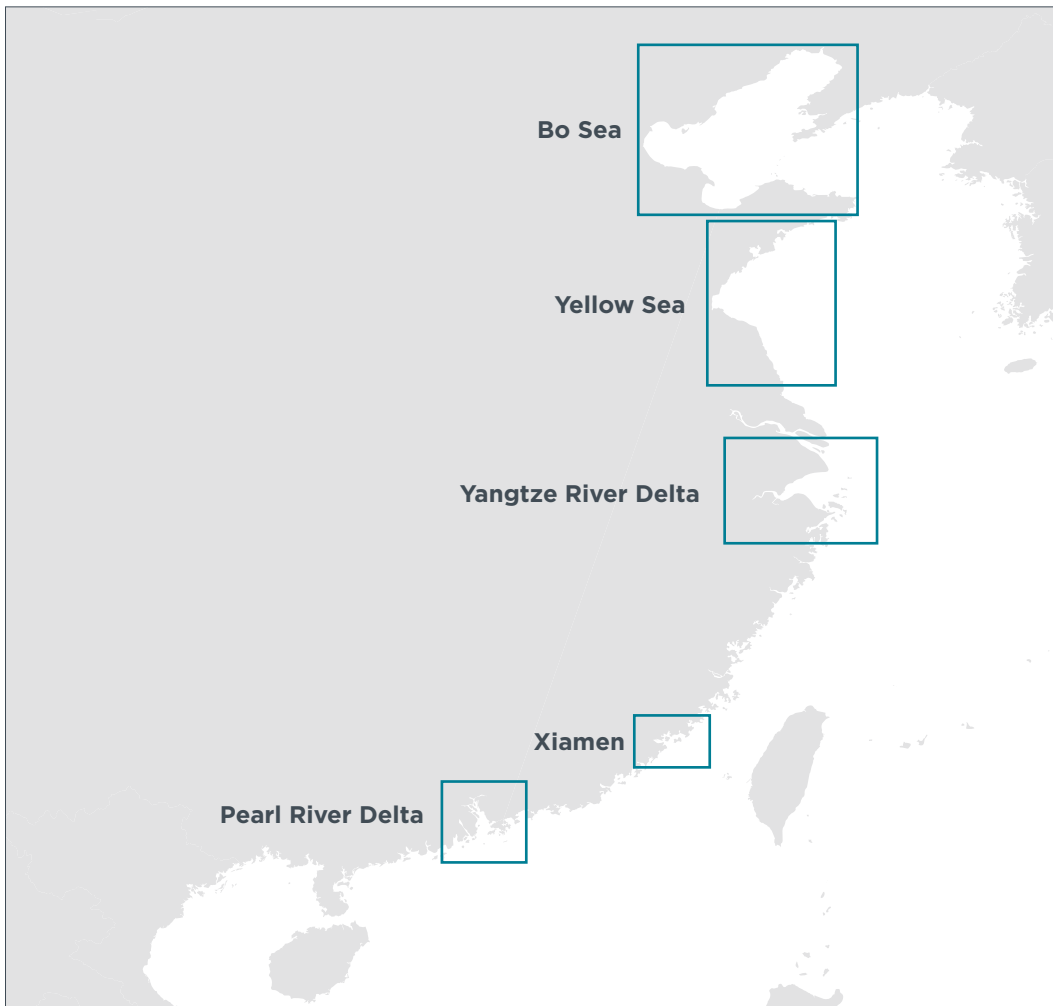 Bo Sea
Yellow Sea
Yangtze River Delta
Xiamen
Pearl River Delta